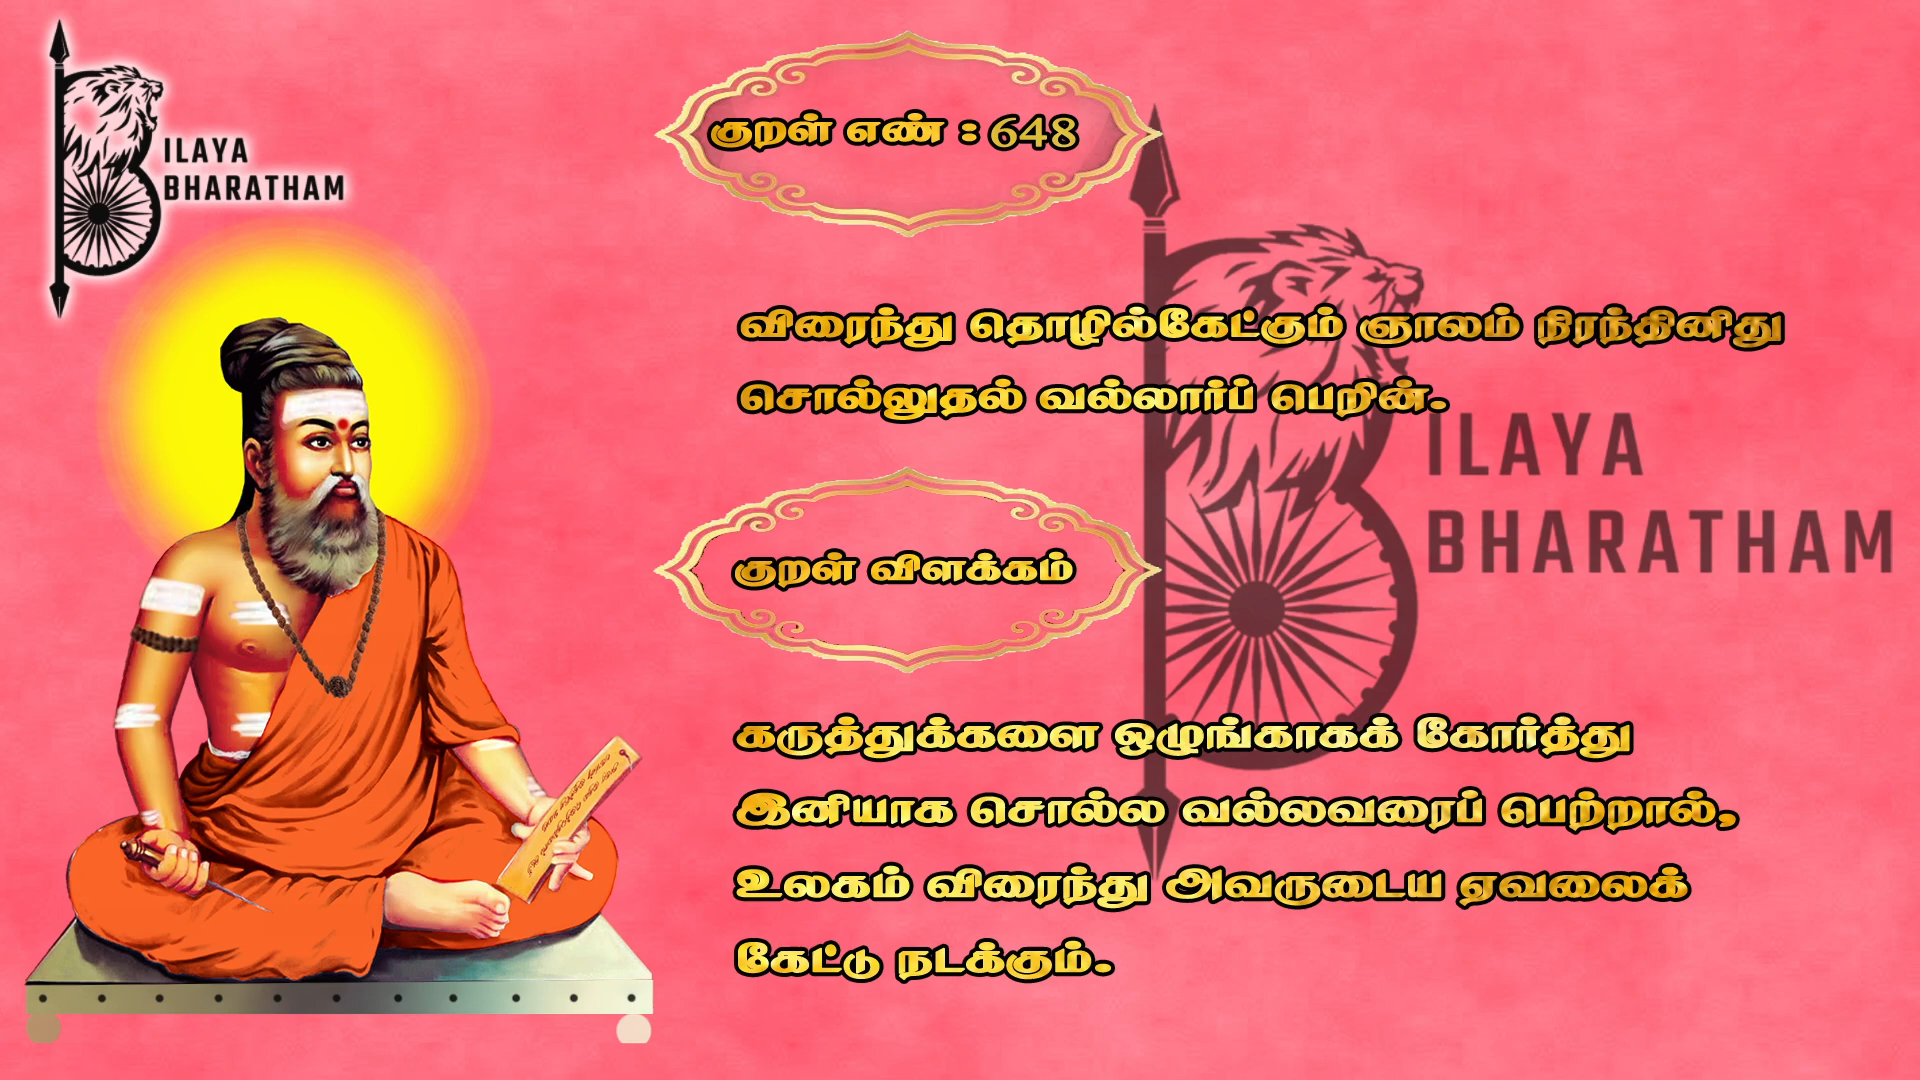 ILAYA
BHARATHAM
குறள் எண் : 648
விரைந்து தொழில்கேட்கும் ஞாலம் நிரந்தினிது
சொல்லுதல் வல்லார்ப் பெறின்.
ILAYA
BHARATHAM
குறள் விளக்கம்
கருத்துக்களை ஒழுங்காகக் கோர்த்து
இனியாக சொல்ல வல்லவரைப் பெற்றால்,
உலகம் விரைந்து அவருடைய ஏவலைக்
கேட்டு நடக்கும்.